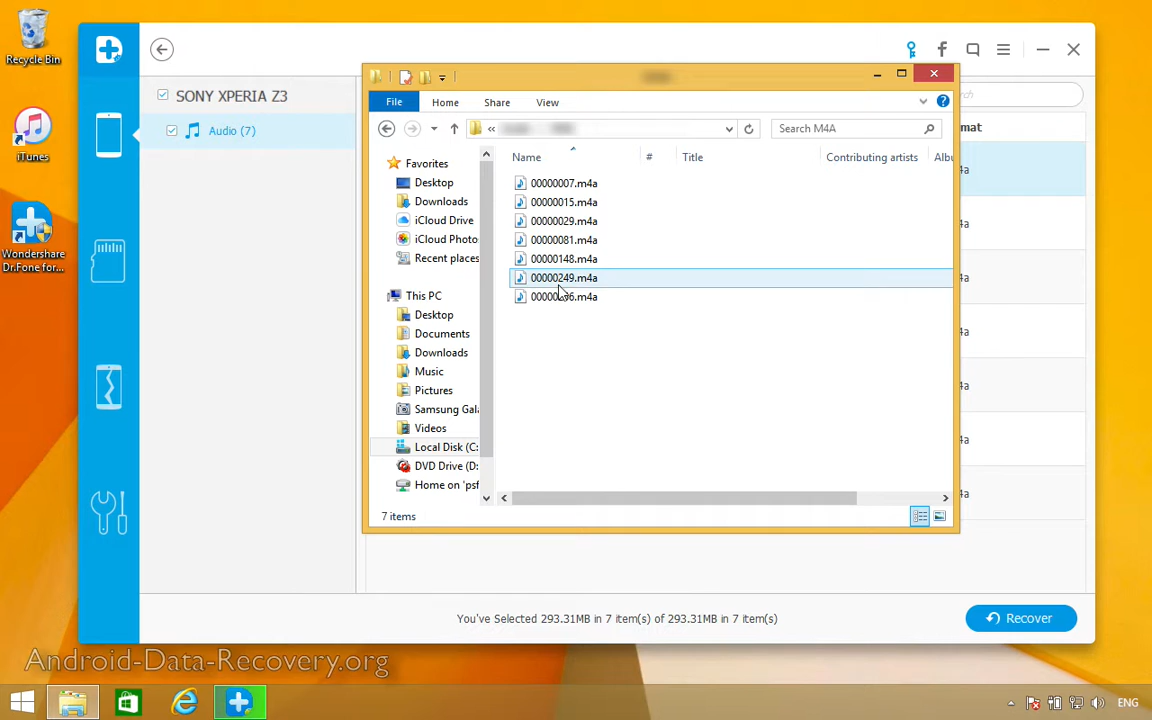 Recycle Bin
iTunes
Wondershare
Dr.Fone for...
SONY XPERIA Z3
Audio (7)
File
Home
Share
View
«
Search M4A
Favorites
Desktop
Downloads
iCloud Drive
iCloud Photo
Recent places
This PC
Desktop
Documents
Downloads
Music
Pictures
Samsung Gal
Videos
Local Disk (C:
DVD Drive (D:
Home on 'psf
Name
#
Title
Contributing artists
Albu
00000007.m4a
00000015.m4a
00000029.m4a
00000081.m4a
00000148.m4a
00000249.m4a
7 items
You've Selected 293.31MB in 7 item(s) of 293.31MB in 7 item(s)
Recover
Android-Data-Recovery.org
ENG